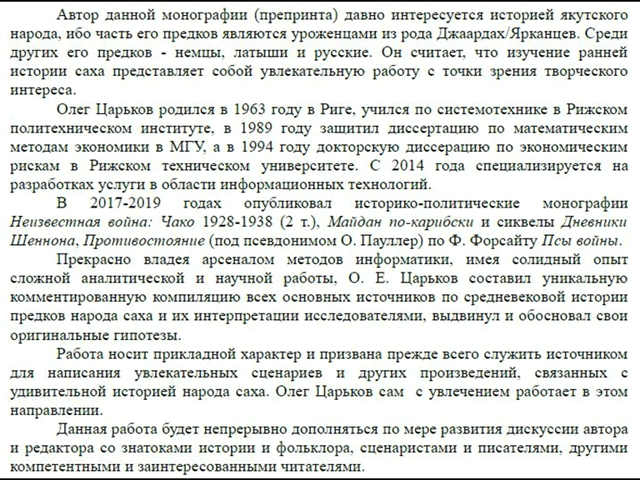 Автор данной монографии (препринта) давно интересуется историей якутского
народа, ибо часть его предков являются уроженцами из рода Джаардах/Ярканцев. Среди
других его предков - немцы, латыши и русские. Он считает, что изучение ранней
истории саха представляет собой увлекательную работу с точки зрения творческого
интереса.
Олег Царьков родился в 1963 году в Риге, учился по системотехнике в Рижском
политехническом институте, в 1989 году защитил диссертацию по математическим
методам экономики в МГУ, а в 1994 году докторскую диссерацию по экономическим
рискам в Рижском техническом университете. С 2014 года специализируется на
разработках услуги в области информационных технологий.
В 2017-2019 годах опубликовал историко-политические монографии
Неизвестная война: Чако 1928-1938 (2 т.), Майдан по-карибски и сиквелы Дневники
Шеннона, Противостояние (под псевдонимом О. Пауллер) по Ф. Форсайту Псы войны.
Прекрасно владея арсеналом методов информатики, имея солидный опыт
сложной аналитической и научной работы, О. Е. Царьков составил уникальную
комментированную компиляцию всех основных источников по средневековой истории
предков народа саха и их интерпретации исследователями, выдвинул и обосновал свои
оригинальные гипотезы.
Работа носит прикладной характер и призвана прежде всего служить источником
для написания увлекательных сценариев и других произведений, связанных с
удивительной историей народа саха. Олег Царьков сам с увлечением работает в этом
направлении.
Данная работа будет непрерывно дополняться по мере развития дискуссии автора
и редактора со знатоками истории и фольклора, сценаристами и писателями, другими
компетентными и заинтересованными читателями.